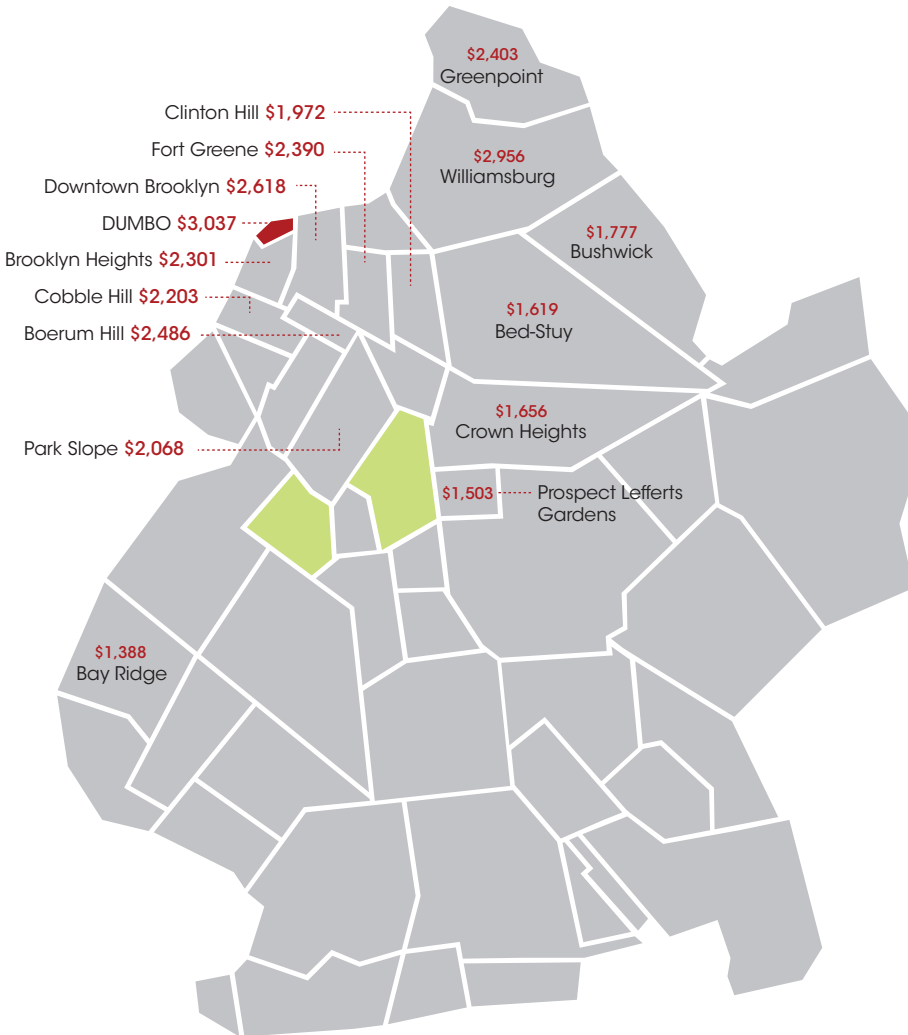 $2,403
Greenpoint
Clinton Hill $1,972
Fort Greene $2,390
$2,956
Williamsburg
Downtown Brooklyn $2,618
DUMBO $3,037
$1,777
Bushwick
Brooklyn Heights $2,301
Cobble Hill $2,203
$1,619
Bed-Stuy
Boerum Hill $2,486
$1,656
Crown Heights
Park Slope $2,068
$1,503 Prospect Lefferts
Gardens
$1,388
Bay Ridge